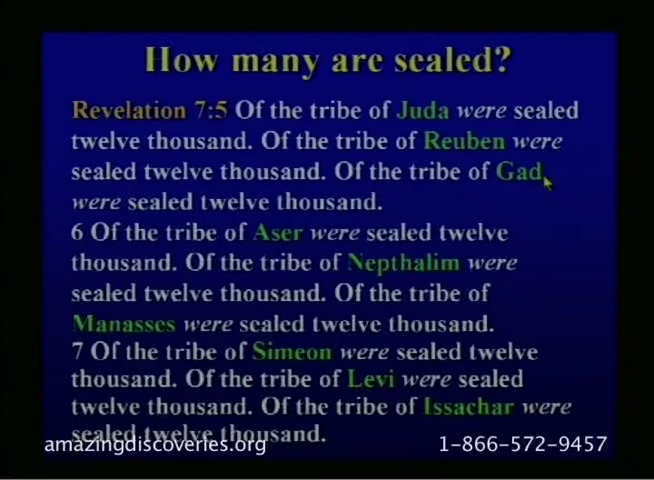 How many are sealed?
Revelation 7:5 Of the tribe of Juda were sealed
twelve thousand. Of the tribe of Reuben were
sealed twelve thousand. Of the tribe of Gad
were sealed twelve thousand.
6 Of the tribe of Aser were sealed twelve
thousand. Of the tribe of Nepthalim were
sealed twelve thousand. Of the tribe of
Manasses were sealed twelve thousand.
7 Of the tribe of Simeon were sealed twelve
thousand. Of the tribe of Levi were sealed
twelve thousand. Of the tribe of Issachar were
sealed twelve thousand.
amazingdiscoveries.org 1-866-572-9457